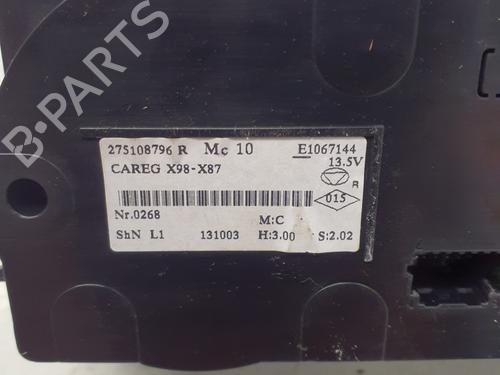 B-PARTS
275108796 R Mc 10 E1067144
13.5V
CAREG X98-X87
R
015
Nr.0268 M:C
ShN L1 131003 H:3.00 S:2.02